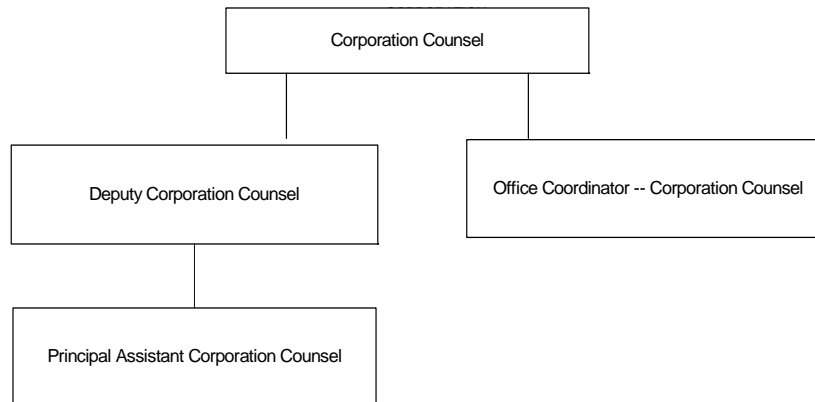 Corporation Counsel
Deputy Corporation Counsel
Office Coordinator -- Corporation Counsel
Principal Assistant Corporation Counsel